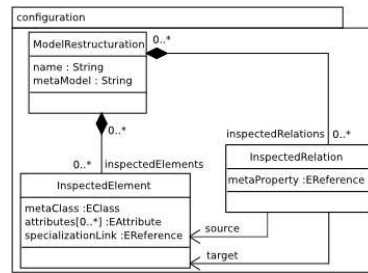 configuration
ModelRestructuration
name : String
metaModel : String
0..*
0..*
inspectedRelations
0..*
0..*
inspectedElements
InspectedRelation
metaProperty :EReference
InspectedElement
metaClass :EClass
attributes[0..*] :EAttribute
specializationLink :EReference
source
target